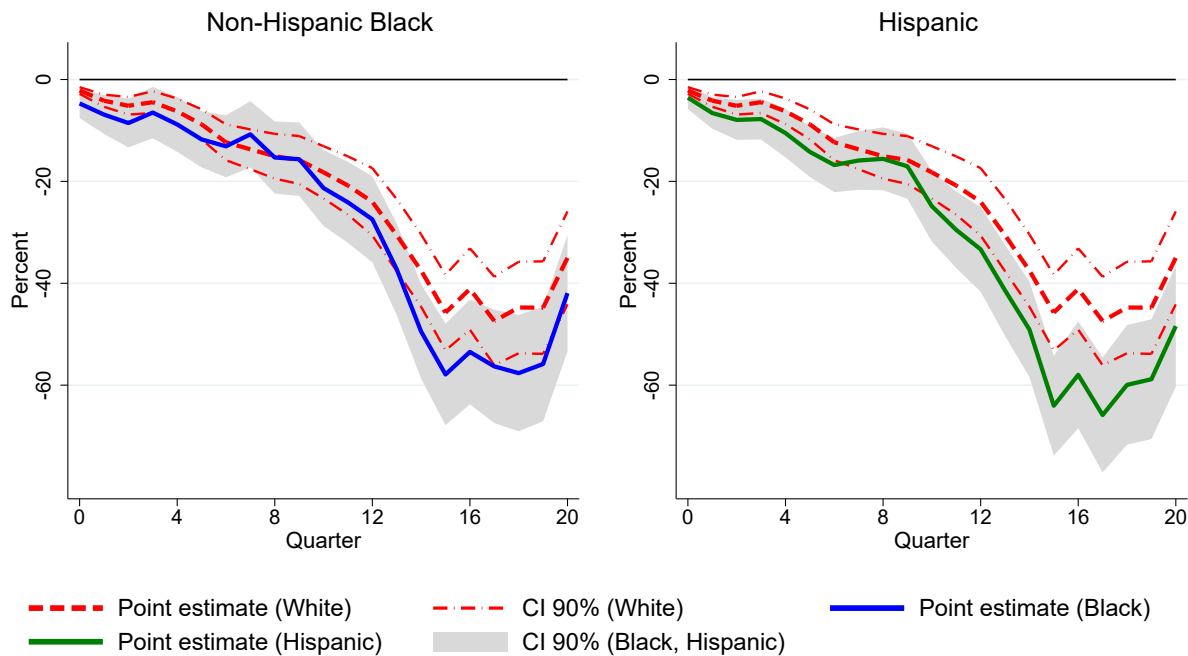 Non-Hispanic Black
Hispanic
Percent
0
-20
-40
-60
0 4 8 12 16 20
Quarter
Percent
0
-20
-40
-60
0 4 8 12 16 20
Quarter
Point estimate (White)
CI 90% (White)
Point estimate (Black)
Point estimate (Hispanic)
CI 90% (Black, Hispanic)